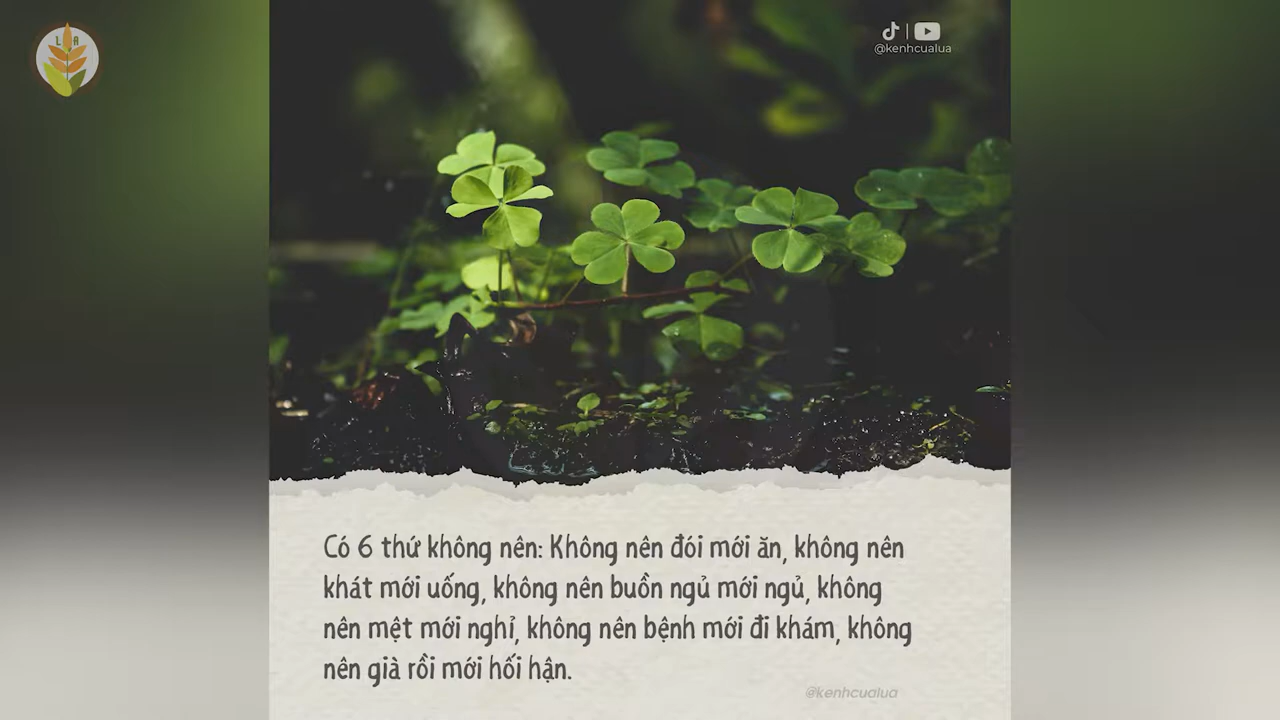 L A
@kenhcualua
Có 6 thứ không nên: Không nên đói mới ăn, không nên
khát mới uống, không nên buồn ngủ mới ngủ, không
nên mệt mới nghỉ, không nên bệnh mới đi khám, không
nên già rồi mới hối hận.
@kenhcualua